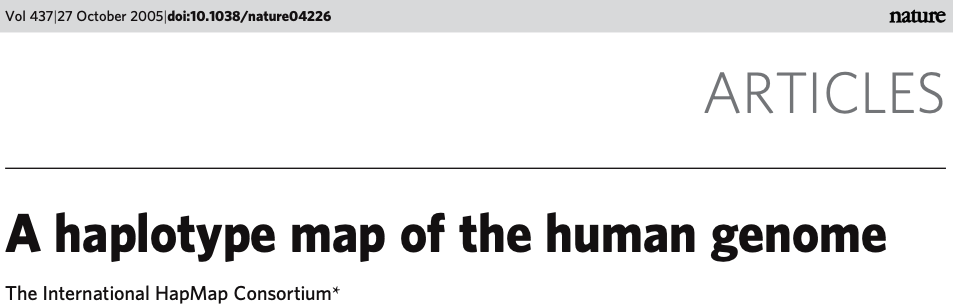 Vol 437|27 October 2005|doi:10.1038/nature04226 nature
ARTICLES
A haplotype map of the human genome
The International HapMap Consortium*